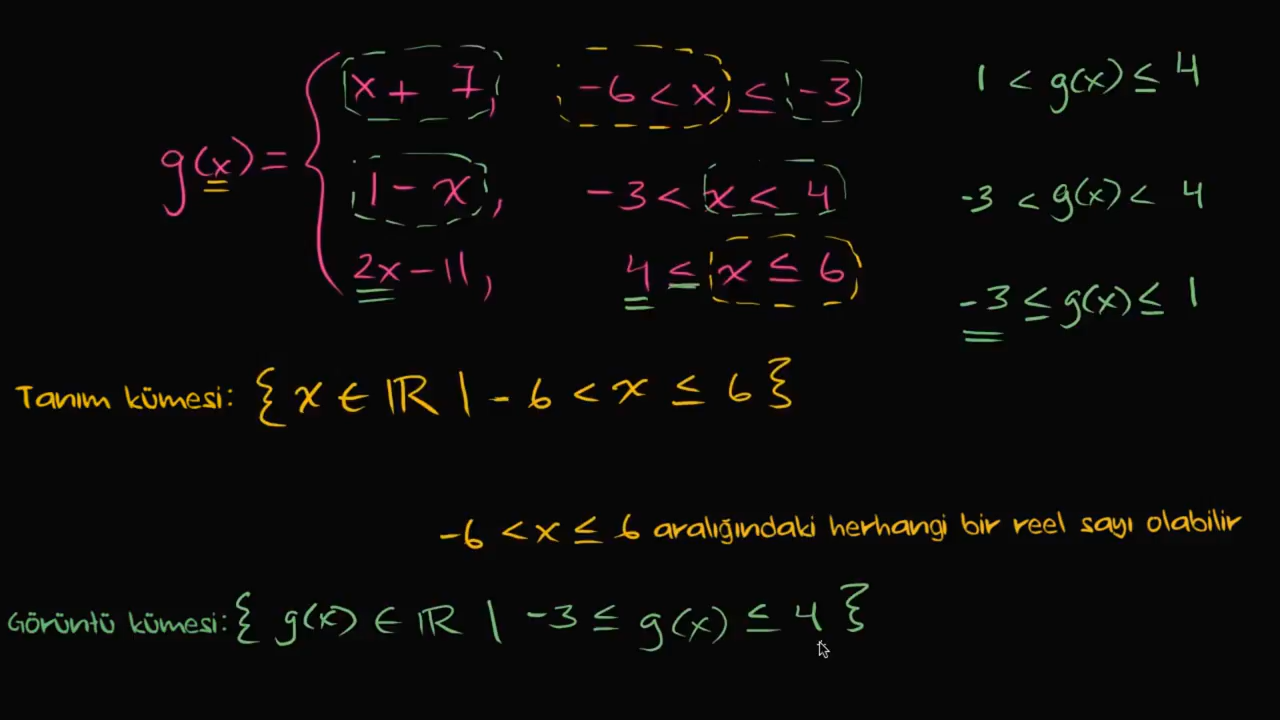 x + 7, -6 < x ≤ -3 1 < g(x) ≤ 4
g(x) = { 1 - x, -3 < x < 4 -3 < g(x) < 4
2x - 11, 4 ≤ x ≤ 6 -3 ≤ g(x) ≤ 1
Tanım kümesi: { x ∈ ℝ | -6 < x ≤ 6 }
-6 < x ≤ 6 aralığındaki herhangi bir reel sayı olabilir
Görüntü kümesi: { g(x) ∈ ℝ | -3 ≤ g(x) ≤ 4 }